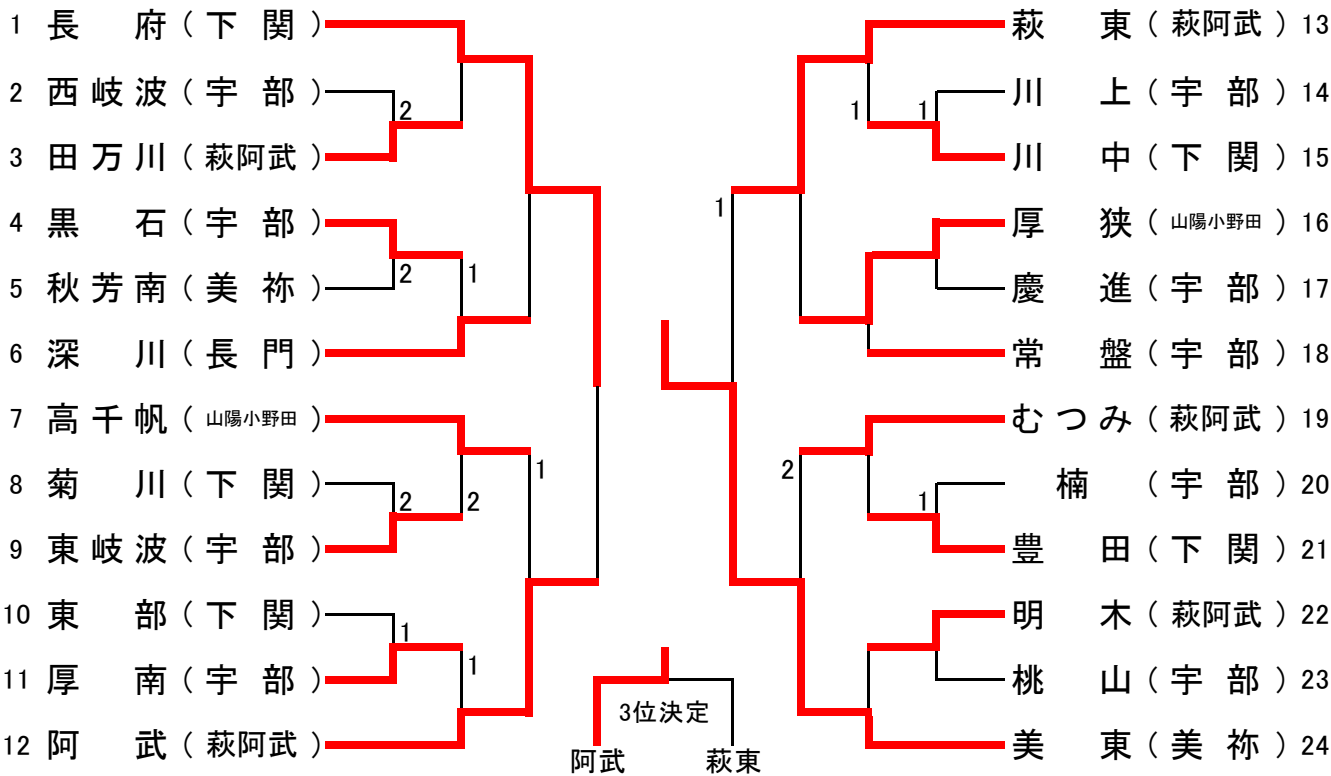 1 長府(下関)
2 西岐波(宇部)
2
3 田万川(萩阿武)
4 黒石(宇部)
2
1
5 秋芳南(美祢)
6 深川(長門)
7 高千帆(山陽小野田)
1
8 菊川(下関)
2
2
9 東岐波(宇部)
10 東部(下関)
1
11 厚南(宇部)
1
12 阿武(萩阿武)
3位決定
阿武 萩東
萩東(萩阿武)13
川上(宇部)14
1
1
川中(下関)15
1
厚狭(山陽小野田)16
慶進(宇部)17
常盤(宇部)18
むつみ(萩阿武)19
2
楠(宇部)20
1
豊田(下関)21
明木(萩阿武)22
桃山(宇部)23
美東(美祢)24